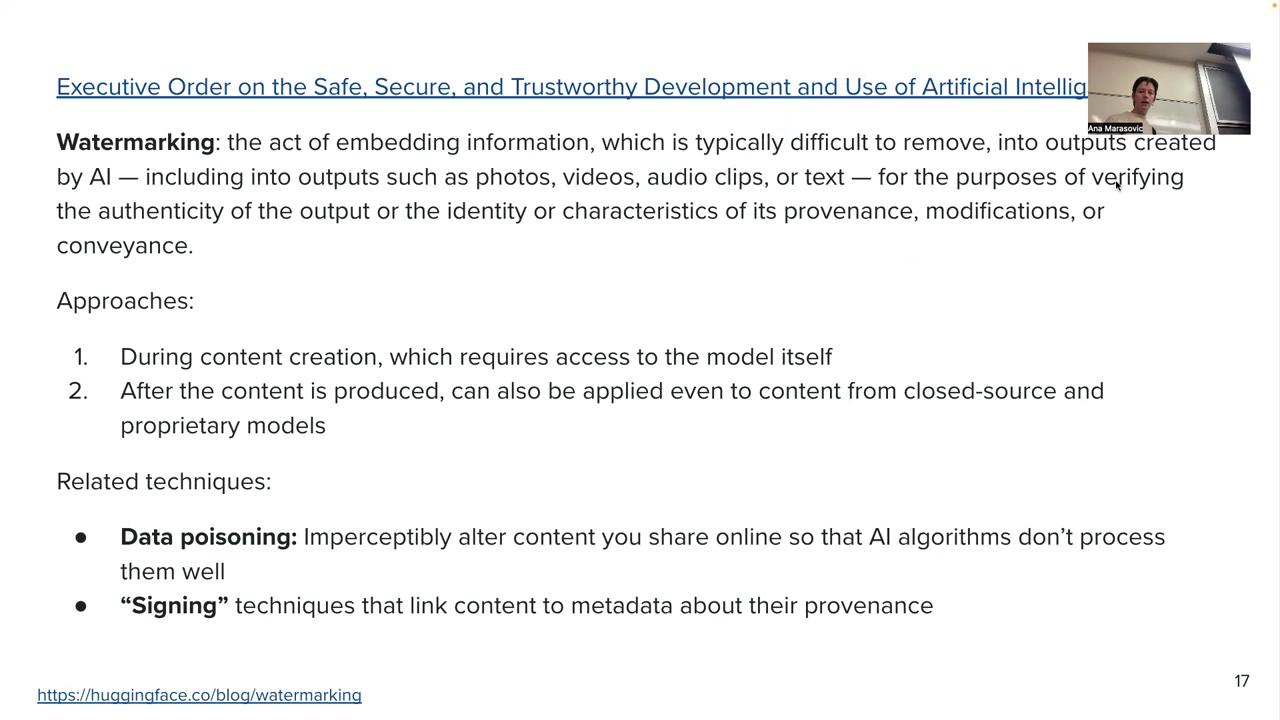 Executive Order on the Safe, Secure, and Trustworthy Development and Use of Artificial Intellig
Ana Marasovic
Watermarking: the act of embedding information, which is typically difficult to remove, into outputs created
by AI — including into outputs such as photos, videos, audio clips, or text — for the purposes of verifying
the authenticity of the output or the identity or characteristics of its provenance, modifications, or
conveyance.
Approaches:
1. During content creation, which requires access to the model itself
2. After the content is produced, can also be applied even to content from closed-source and
proprietary models
Related techniques:
● Data poisoning: Imperceptibly alter content you share online so that AI algorithms don’t process
them well
● “Signing” techniques that link content to metadata about their provenance
17
https://huggingface.co/blog/watermarking